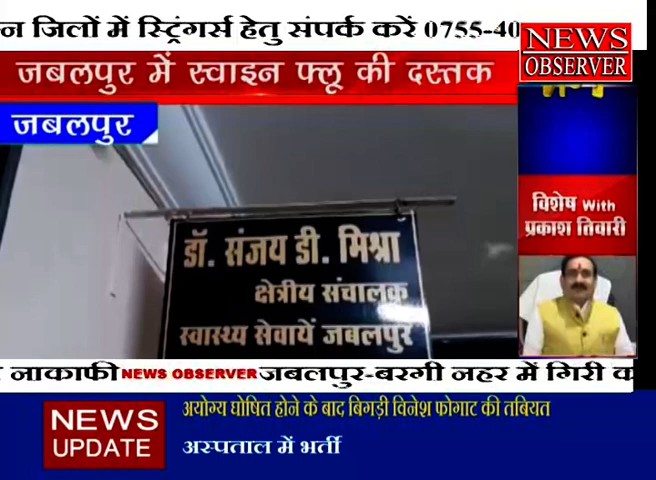 न जिलों में स्ट्रिंगर्स हेतु संपर्क करें 0755-40
NEWS
OBSERVER
जबलपुर में स्वाइन फ्लू की दस्तक
जबलपुर
विशेष With
प्रकाश तिवारी
डॉ. संजय डी. मिश्रा
क्षेत्रीय संचालक
स्वास्थ्य सेवायें जबलपुर
नाकाफी NEWS OBSERVER जबलपुर-बरगी नहर में गिरी
NEWS
UPDATE
अयोग्य घोषित होने के बाद बिगड़ी विनेश फोगाट की तबियत
अस्पताल में भर्ती